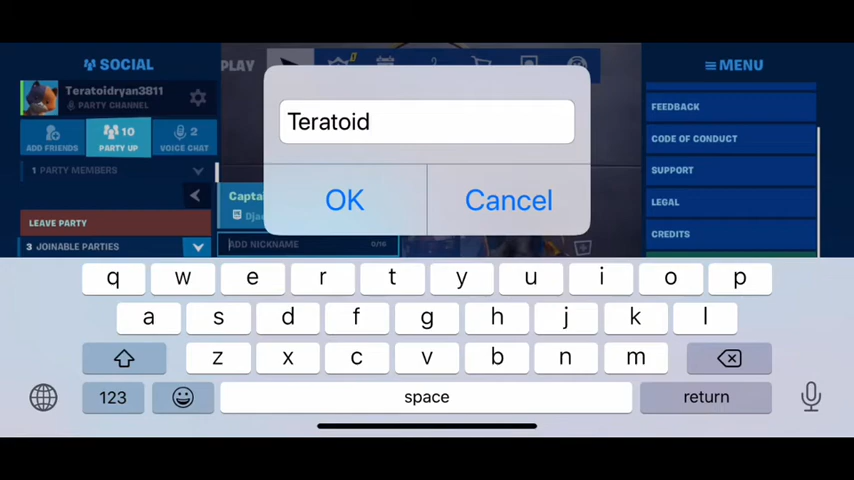 SOCIAL
PLAY
MENU
Teratoidryan3811
PARTY CHANNEL
ADD FRIENDS
10
PARTY UP
2
VOICE CHAT
1 PARTY MEMBERS
LEAVE PARTY
3 JOINABLE PARTIES
Captai
Djac
ADD NICKNAME
0/16
Teratoid
OK
Cancel
FEEDBACK
CODE OF CONDUCT
SUPPORT
LEGAL
CREDITS
q w e r t y u i o p
a s d f g h j k l
z x c v b n m
123
space
return